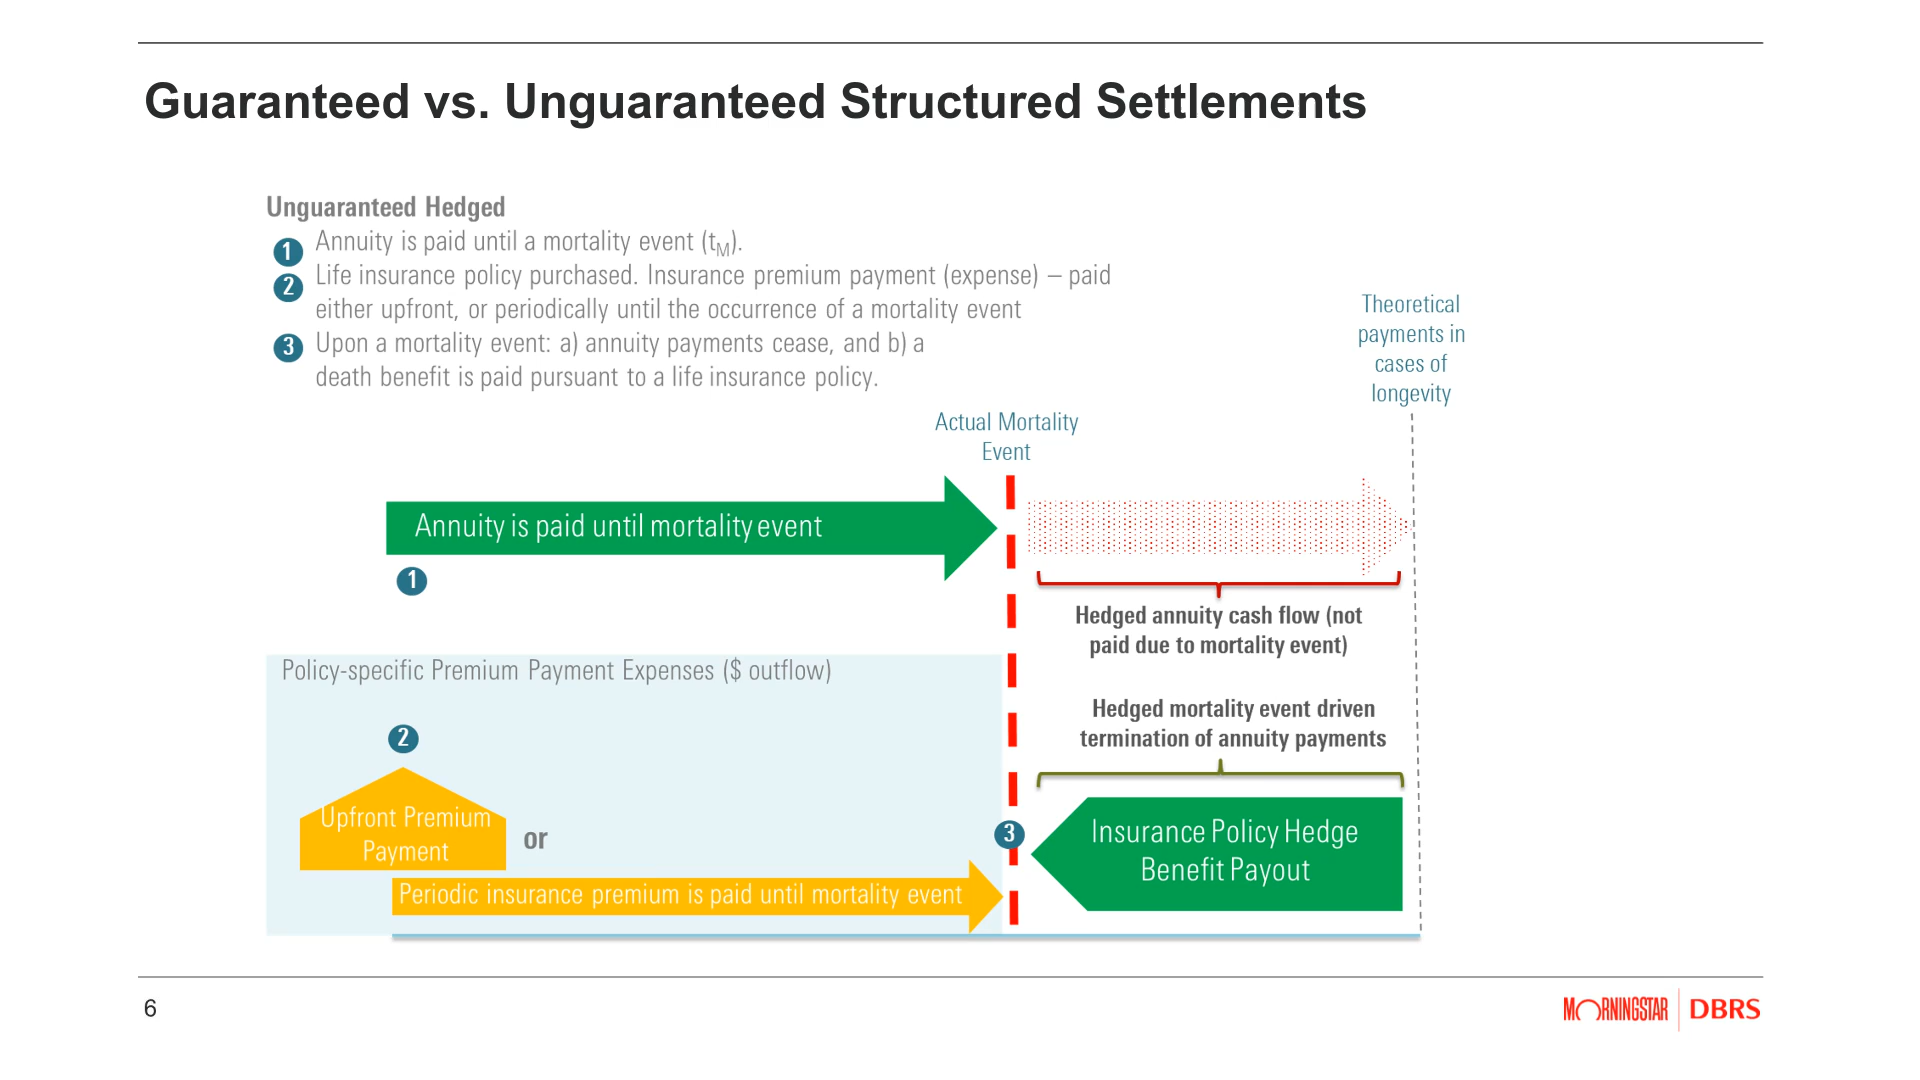 Guaranteed vs. Unguaranteed Structured Settlements
Unguaranteed Hedged
1 Annuity is paid until a mortality event (tM).
2 Life insurance policy purchased. Insurance premium payment (expense) – paid
either upfront, or periodically until the occurrence of a mortality event
3 Upon a mortality event: a) annuity payments cease, and b) a
death benefit is paid pursuant to a life insurance policy.
Theoretical
payments in
cases of
longevity
Actual Mortality
Event
Annuity is paid until mortality event
1
Hedged annuity cash flow (not
paid due to mortality event)
Policy-specific Premium Payment Expenses ($ outflow)
Hedged mortality event driven
termination of annuity payments
2
Upfront Premium
Payment
or
3
Insurance Policy Hedge
Benefit Payout
Periodic insurance premium is paid until mortality event
6
MORNINGSTAR DBRS